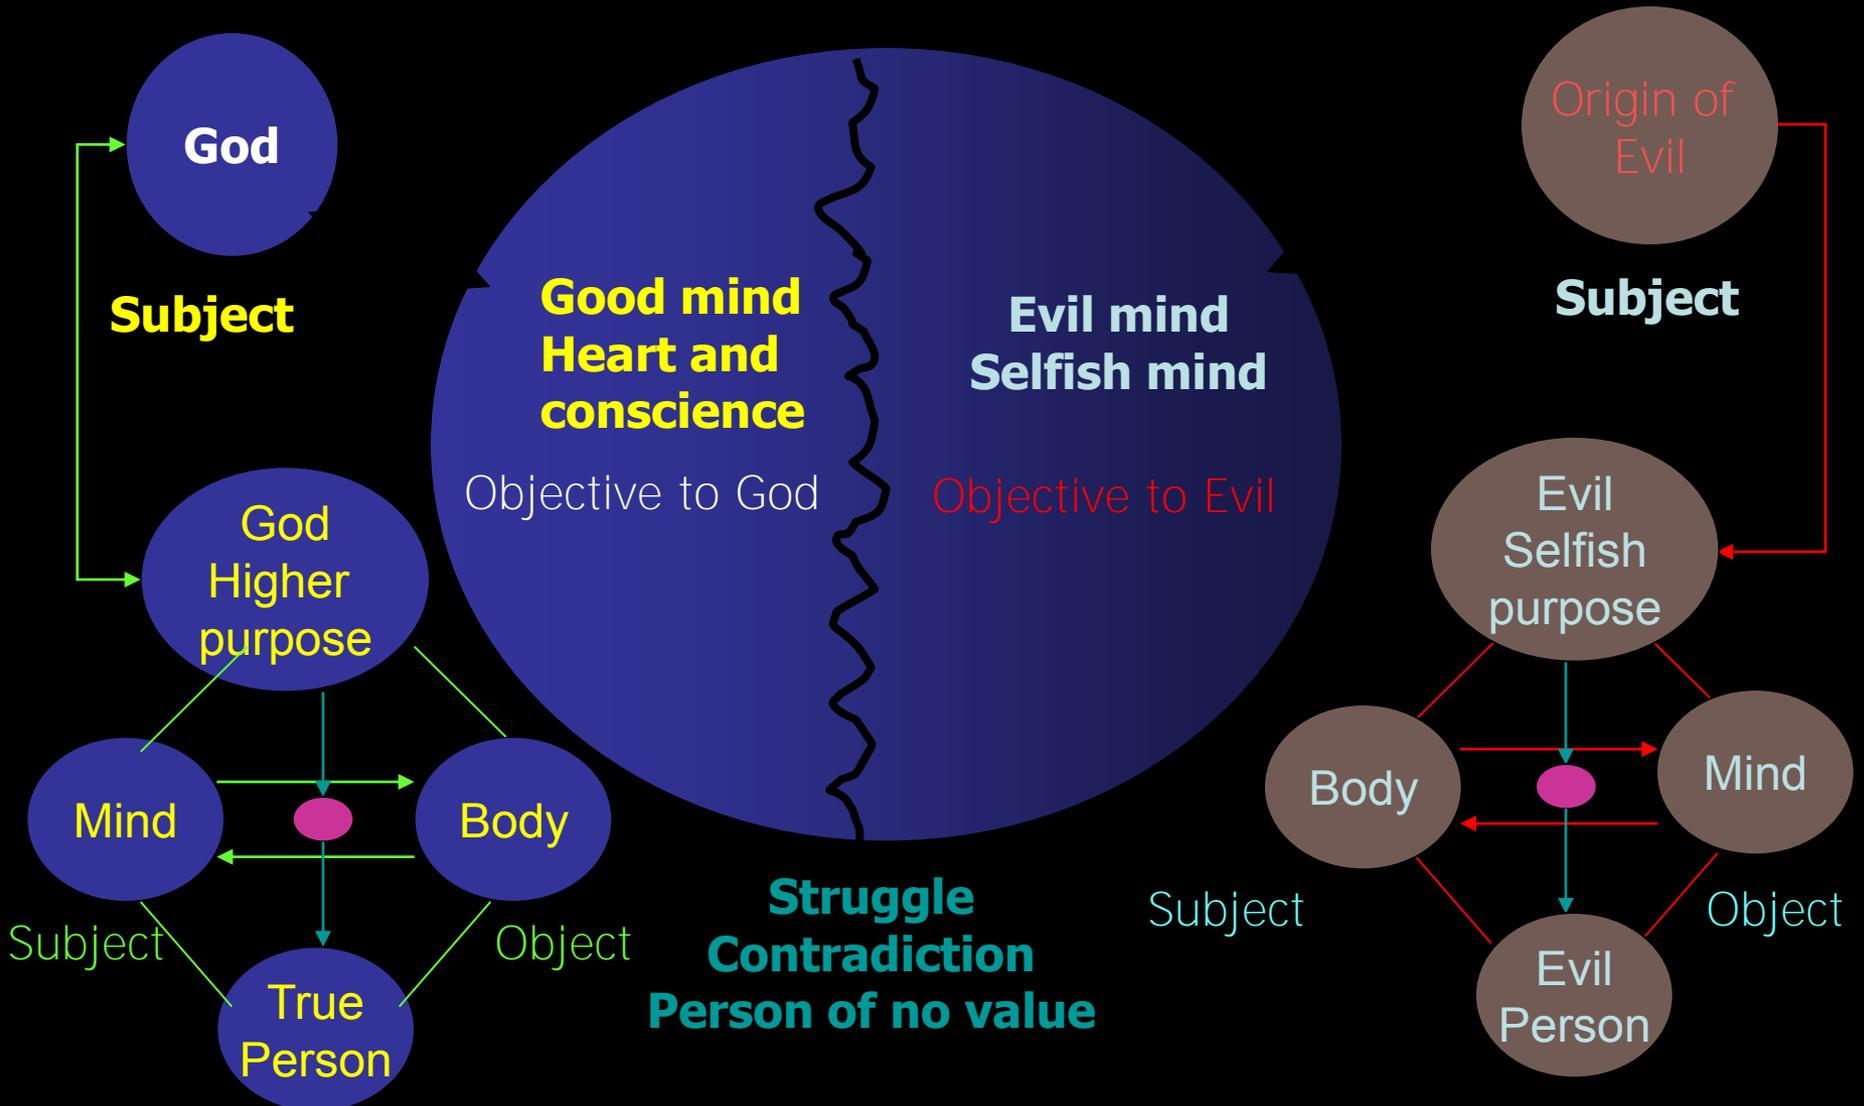 God
Subject
God
Higher
purpose
Mind
Body
Subject
Object
True
Person
Good mind
Heart and
conscience
Objective to God
Evil mind
Selfish mind
Objective to Evil
Struggle
Contradiction
Person of no value
Origin of
Evil
Subject
Evil
Selfish
purpose
Body
Mind
Subject
Object
Evil
Person